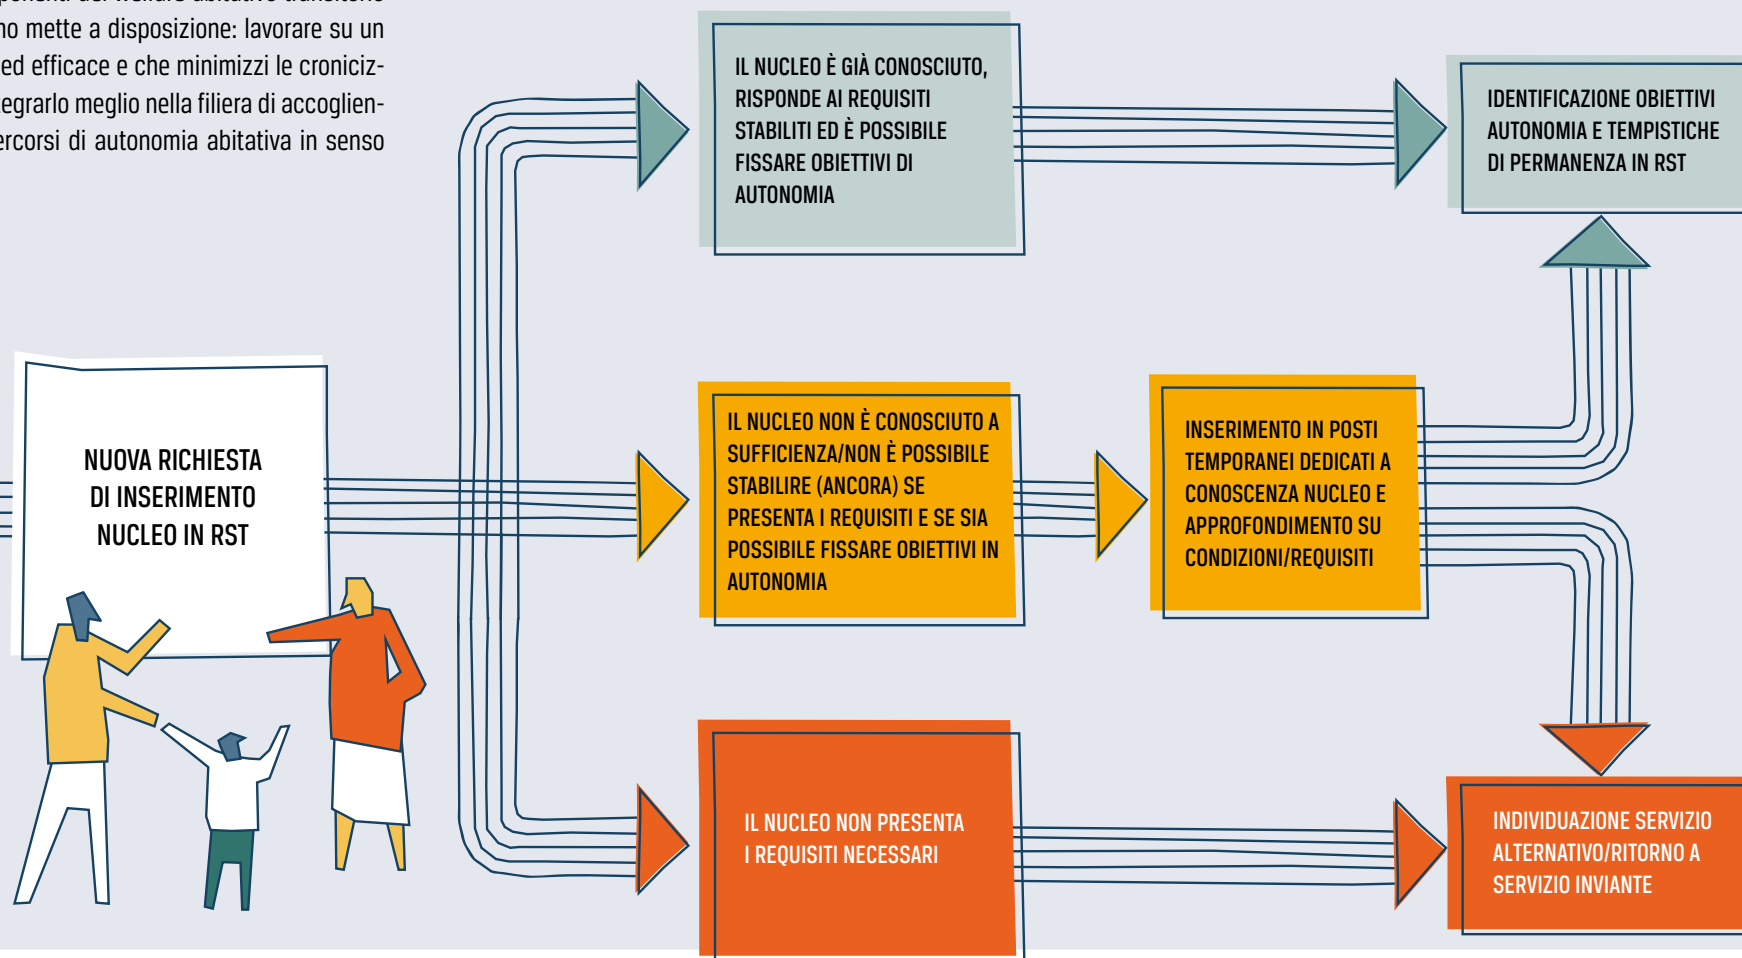 no mette a disposizione: lavorare su un
ed efficace e che minimizzi le croniciz-
tegrarlo meglio nella filiera di accoglien-
ercorsi di autonomia abitativa in senso
NUOVA RICHIESTA
DI INSERIMENTO
NUCLEO IN RST
IL NUCLEO È GIÀ CONOSCIUTO,
RISPONDE AI REQUISITI
STABILITI ED È POSSIBILE
FISSARE OBIETTIVI DI
AUTONOMIA
IDENTIFICAZIONE OBIETTIVI
AUTONOMIA E TEMPISTICHE
DI PERMANENZA IN RST
IL NUCLEO NON È CONOSCIUTO A
SUFFICIENZA/NON È POSSIBILE
STABILIRE (ANCORA) SE
PRESENTA I REQUISITI E SE SIA
POSSIBILE FISSARE OBIETTIVI IN
AUTONOMIA
INSERIMENTO IN POSTI
TEMPORANEI DEDICATI A
CONOSCENZA NUCLEO E
APPROFONDIMENTO SU
CONDIZIONI/REQUISITI
IL NUCLEO NON PRESENTA
I REQUISITI NECESSARI
INDIVIDUAZIONE SERVIZIO
ALTERNATIVO/RITORNO A
SERVIZIO INVIANTE